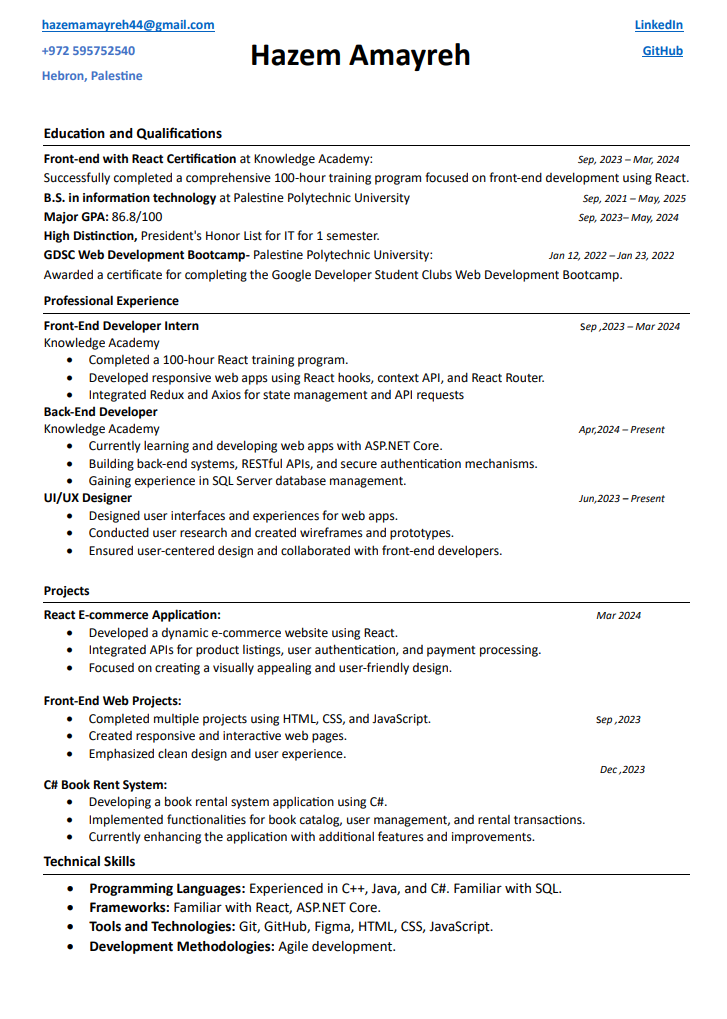 hazemamayreh44@gmail.com
LinkedIn
+972 595752540
Hazem Amayreh
GitHub
Hebron, Palestine
Education and Qualifications
Front-end with React Certification at Knowledge Academy: Sep, 2023 – Mar, 2024
Successfully completed a comprehensive 100-hour training program focused on front-end development using React.
B.S. in information technology at Palestine Polytechnic University Sep, 2021 – May, 2025
Major GPA: 86.8/100 Sep, 2023– May, 2024
High Distinction, President's Honor List for IT for 1 semester.
GDSC Web Development Bootcamp- Palestine Polytechnic University: Jan 12, 2022 – Jan 23, 2022
Awarded a certificate for completing the Google Developer Student Clubs Web Development Bootcamp.
Professional Experience
Front-End Developer Intern Sep ,2023 – Mar 2024
Knowledge Academy
• Completed a 100-hour React training program.
• Developed responsive web apps using React hooks, context API, and React Router.
• Integrated Redux and Axios for state management and API requests
Back-End Developer
Knowledge Academy Apr,2024 – Present
• Currently learning and developing web apps with ASP.NET Core.
• Building back-end systems, RESTful APIs, and secure authentication mechanisms.
• Gaining experience in SQL Server database management.
UI/UX Designer Jun,2023 – Present
• Designed user interfaces and experiences for web apps.
• Conducted user research and created wireframes and prototypes.
• Ensured user-centered design and collaborated with front-end developers.
Projects
React E-commerce Application: Mar 2024
• Developed a dynamic e-commerce website using React.
• Integrated APIs for product listings, user authentication, and payment processing.
• Focused on creating a visually appealing and user-friendly design.
Front-End Web Projects:
• Completed multiple projects using HTML, CSS, and JavaScript. Sep ,2023
• Created responsive and interactive web pages.
• Emphasized clean design and user experience.
Dec ,2023
C# Book Rent System:
• Developing a book rental system application using C#.
• Implemented functionalities for book catalog, user management, and rental transactions.
• Currently enhancing the application with additional features and improvements.
Technical Skills
• Programming Languages: Experienced in C++, Java, and C#. Familiar with SQL.
• Frameworks: Familiar with React, ASP.NET Core.
• Tools and Technologies: Git, GitHub, Figma, HTML, CSS, JavaScript.
• Development Methodologies: Agile development.